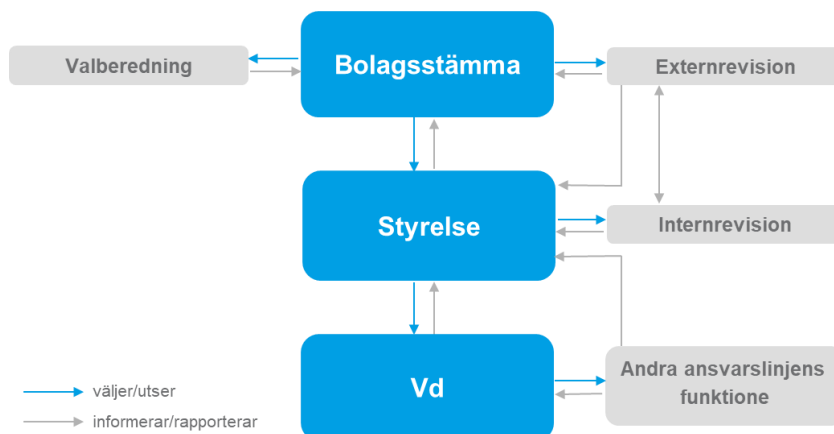 Valberedning
Bolagsstämma
Externrevision
Styrelse
Internrevision
Vd
Andra ansvarslinjens
funktione
väljer/utser
informerar/rapporterar